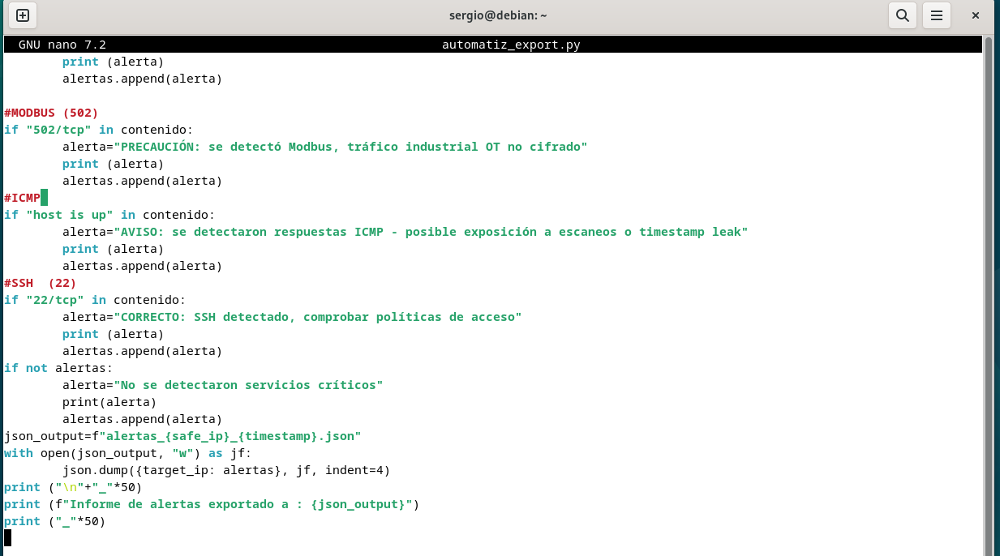 sergio@debian: ~
GNU nano 7.2 automatiz_export.py
        print (alerta)
        alertas.append(alerta)
#MODBUS (502)
if "502/tcp" in contenido:
        alerta="PRECAUCIÓN: se detectó Modbus, tráfico industrial OT no cifrado"
        print (alerta)
        alertas.append(alerta)
#ICMP
if "host is up" in contenido:
        alerta="AVISO: se detectaron respuestas ICMP - posible exposición a escaneos o timestamp leak"
        print (alerta)
        alertas.append(alerta)
#SSH  (22)
if "22/tcp" in contenido:
        alerta="CORRECTO: SSH detectado, comprobar políticas de acceso"
        print (alerta)
        alertas.append(alerta)
if not alertas:
        alerta="No se detectaron servicios críticos"
        print(alerta)
        alertas.append(alerta)
json_output=f"alertas_{safe_ip}_{timestamp}.json"
with open(json_output, "w") as jf:
        json.dump({target_ip: alertas}, jf, indent=4)
print ("\n"+"_"*50)
print (f"Informe de alertas exportado a : {json_output}")
print ("_"*50)